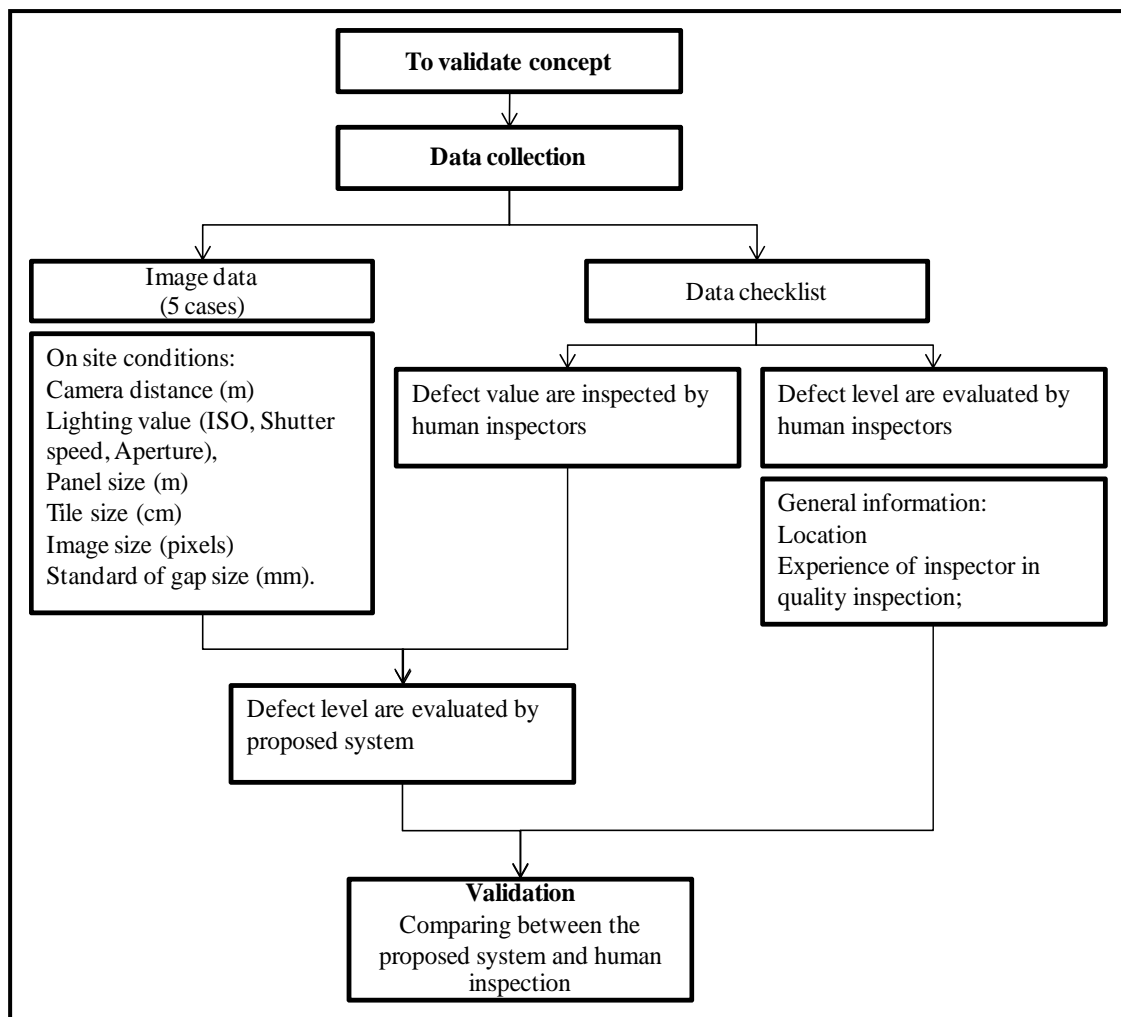 To validate concept
Data collection
Image data
(5 cases)
Data checklist
On site conditions:
Camera distance (m)
Lighting value (ISO, Shutter
speed, Aperture),
Panel size (m)
Tile size (cm)
Image size (pixels)
Standard of gap size (mm).
Defect value are inspected by
human inspectors
Defect level are evaluated by
human inspectors
General information:
Location
Experience of inspector in
quality inspection;
Defect level are evaluated by
proposed system
Validation
Comparing between the
proposed system and human
inspection